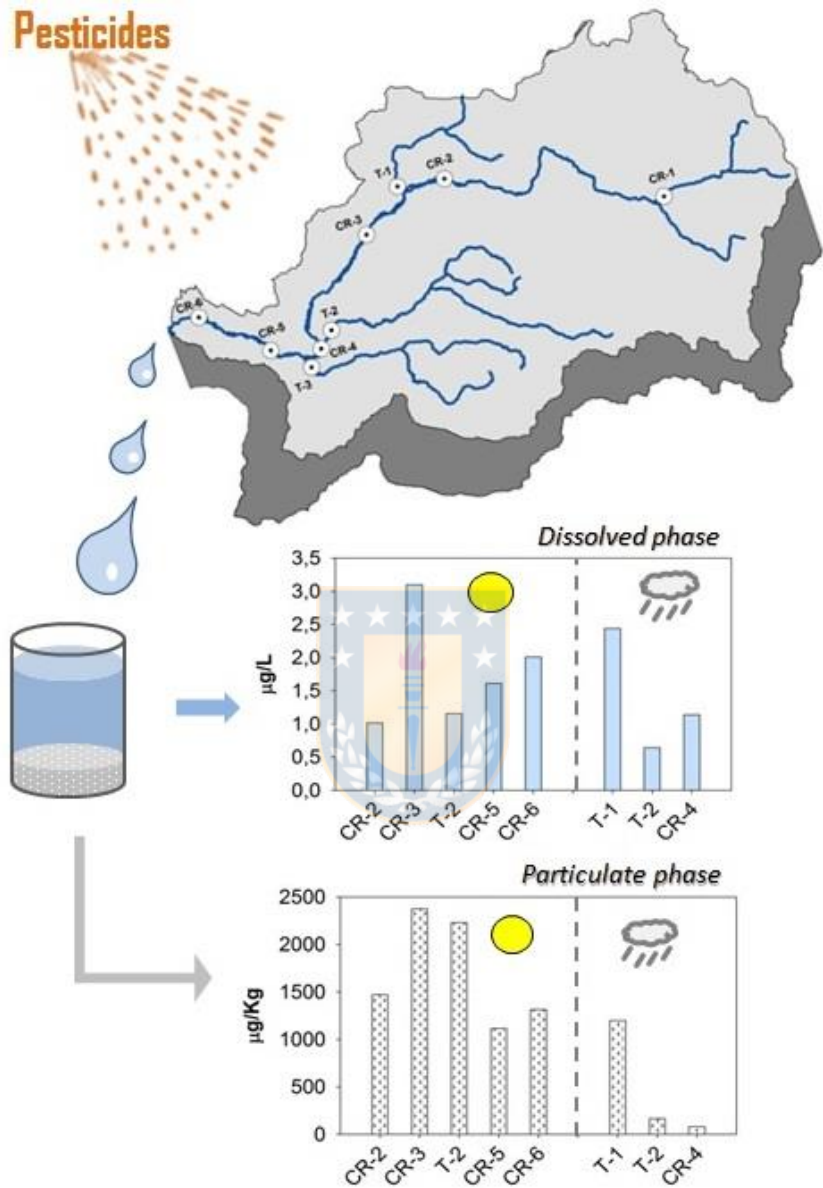 Pesticides
T-1
CR-2
CR-1
CR-3
CR-6
CR-5
T-2
CR-4
T-3
Dissolved phase
3,5
3,0
2,5
2,0
1,5
1,0
0,5
0,0
µg/L
CR-2
CR-3
T-2
CR-5
CR-6
T-1
T-2
CR-4
Particulate phase
2500
2000
1500
1000
500
0
µg/Kg
CR-2
CR-3
T-2
CR-5
CR-6
T-1
T-2
CR-4